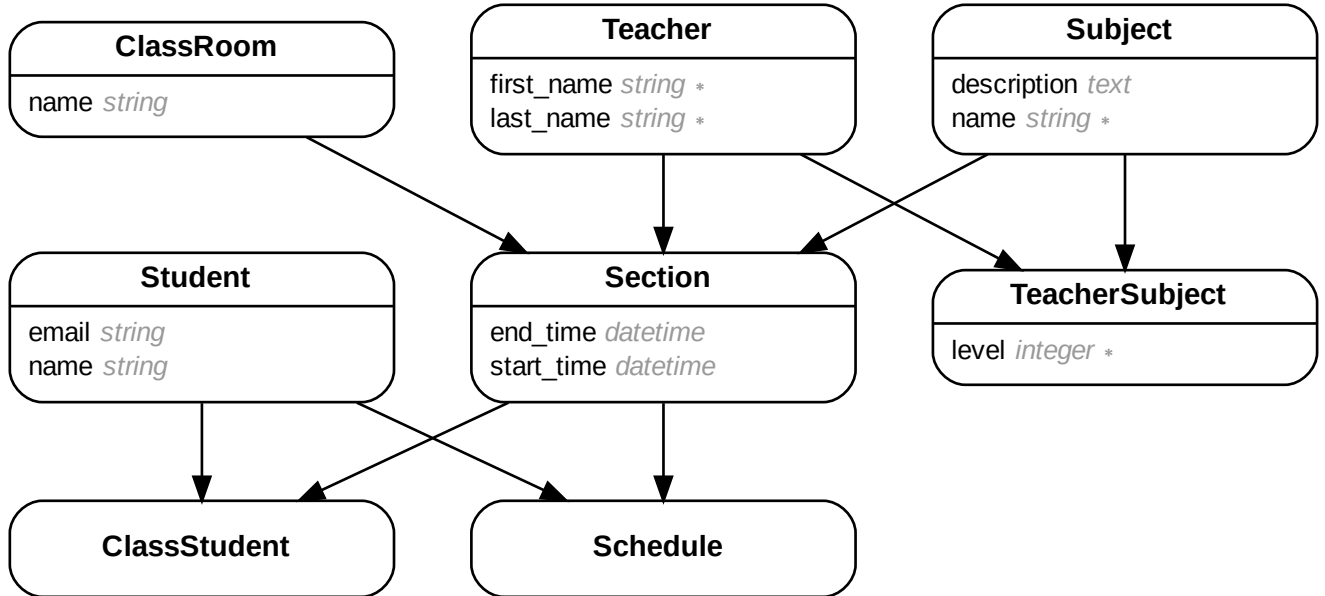 ClassRoom
name string
Teacher
first_name string *
last_name string *
Subject
description text
name string *
Student
email string
name string
Section
end_time datetime
start_time datetime
TeacherSubject
level integer *
ClassStudent
Schedule